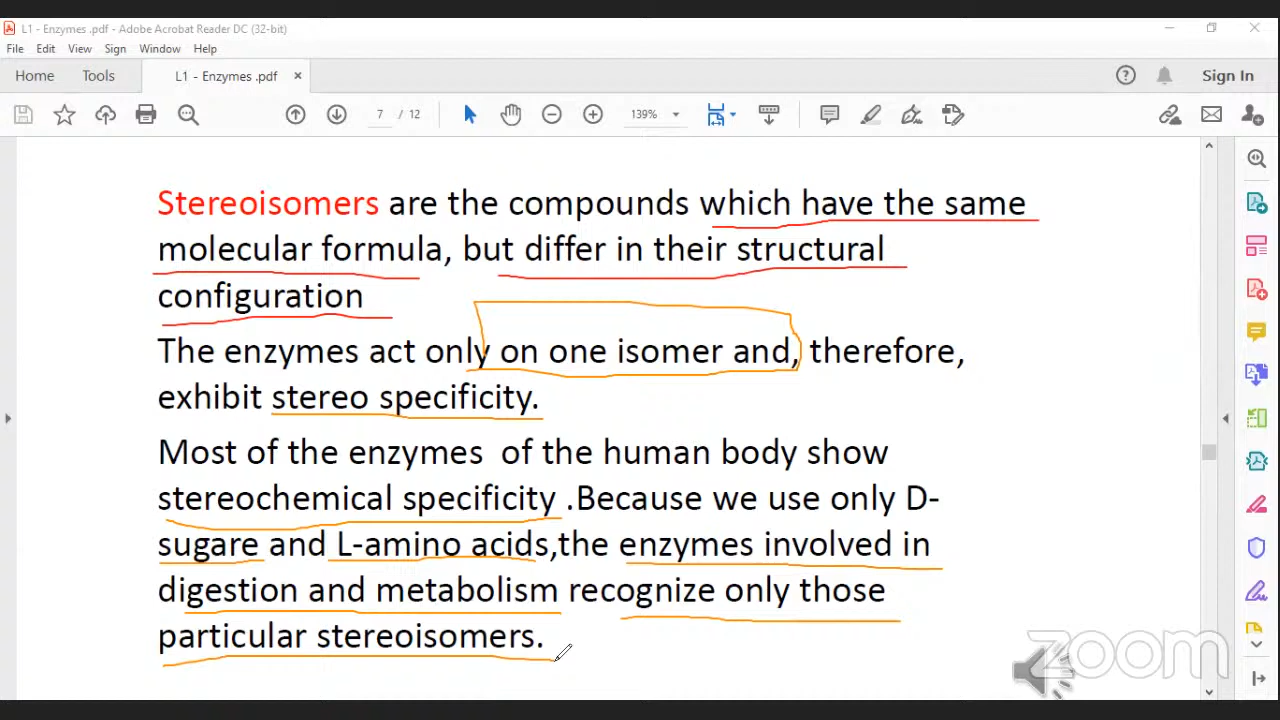 L1 - Enzymes .pdf - Adobe Acrobat Reader DC (32-bit)
File Edit View Sign Window Help
Home Tools L1 - Enzymes .pdf × Sign In
7 / 12 139%
Stereoisomers are the compounds which have the same
molecular formula, but differ in their structural
configuration
The enzymes act only on one isomer and, therefore,
exhibit stereo specificity.
Most of the enzymes of the human body show
stereochemical specificity .Because we use only D-
sugare and L-amino acids,the enzymes involved in
digestion and metabolism recognize only those
particular stereoisomers.
zoom